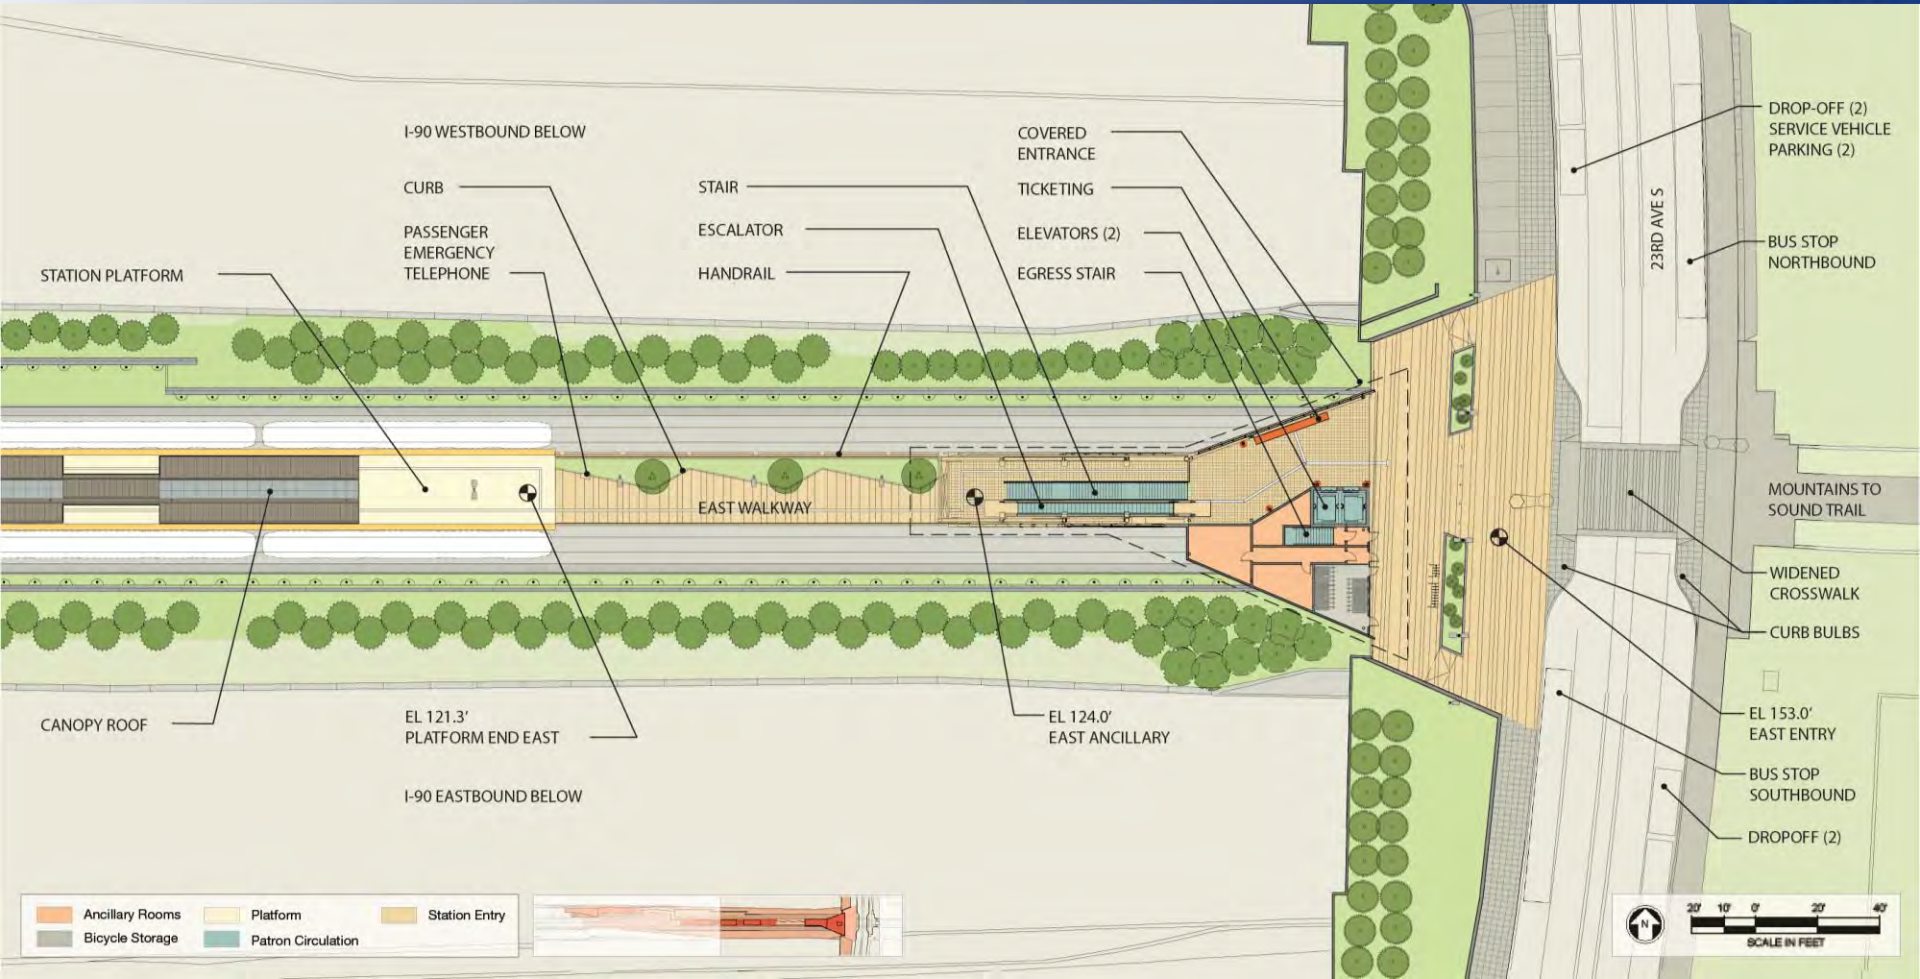 I-90 WESTBOUND BELOW
CURB
PASSENGER
EMERGENCY
TELEPHONE
STATION PLATFORM
STAIR
ESCALATOR
HANDRAIL
COVERED
ENTRANCE
TICKETING
ELEVATORS (2)
EGRESS STAIR
23RD AVE S
DROP-OFF (2)
SERVICE VEHICLE
PARKING (2)
BUS STOP
NORTHBOUND
EAST WALKWAY
MOUNTAINS TO
SOUND TRAIL
WIDENED
CROSSWALK
CURB BULBS
CANOPY ROOF
EL 121.3'
PLATFORM END EAST
EL 124.0'
EAST ANCILLARY
EL 153.0'
EAST ENTRY
BUS STOP
SOUTHBOUND
DROPOFF (2)
I-90 EASTBOUND BELOW
Ancillary Rooms
Bicycle Storage
Platform
Patron Circulation
Station Entry
N
20' 10' 0' 20' 40'
SCALE IN FEET